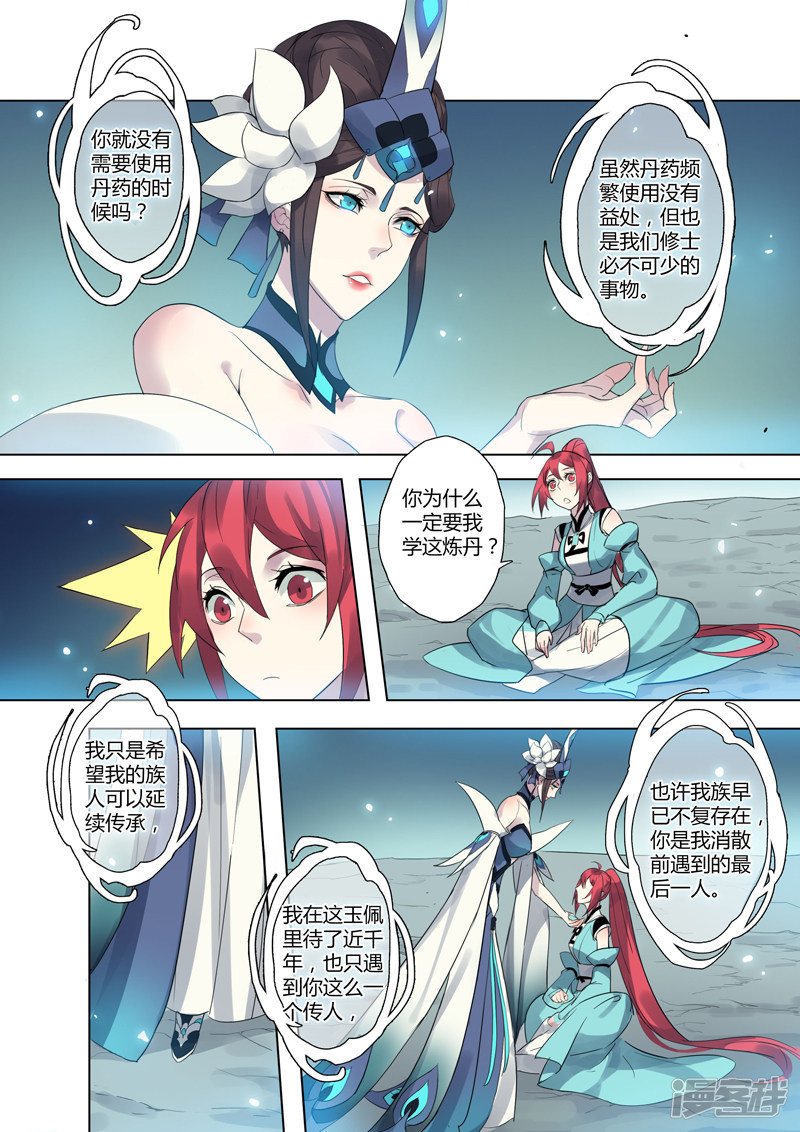 你就没有
需要使用
丹药的时
候吗？
虽然丹药频
繁使用没有
益处，但也
是我们修士
必不可少的
事物。
你为什么
一定要我
学这炼丹？
我只是希
望我的族
人可以延
续传承，
我在这玉佩
里待了近千
年，也只遇
到你这么一
个传人，
也许我族早
已不复存在，
你是我消散
前遇到的最
后一人。
漫客栈